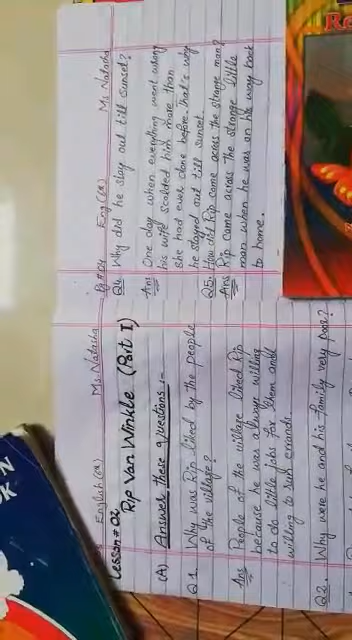 English (CR) Ms. Natasha
Lesson # 02
Rip Van Winkle (Part I)
(A) Answer these questions :-
Q1. Why was Rip liked by the people
of the village?
Ans People of the village liked Rip
because he was always willing
to do little jobs for them and
willing to run errands.
Q2. Why were he and his family very poor?
Pg # 04 Eng (CR) Ms Natasha
Q4 Why did he stay out till sunset?
Ans One day when everything went wrong
his wife scolded him more than
she had ever done before. that's why
he stayed out till sunset
Q5. How did Rip come across the strange man?
Ans Rip came across the strange little
man when he was on his way back
to home.
KN
Re